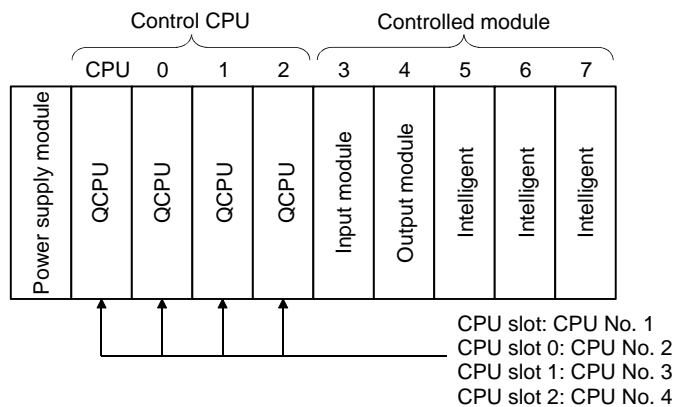 Control CPU Controlled module
CPU 0 1 2 3 4 5 6 7
Power supply module
QCPU
QCPU
QCPU
QCPU
Input module
Output module
Intelligent
Intelligent
Intelligent
CPU slot: CPU No. 1
CPU slot 0: CPU No. 2
CPU slot 1: CPU No. 3
CPU slot 2: CPU No. 4